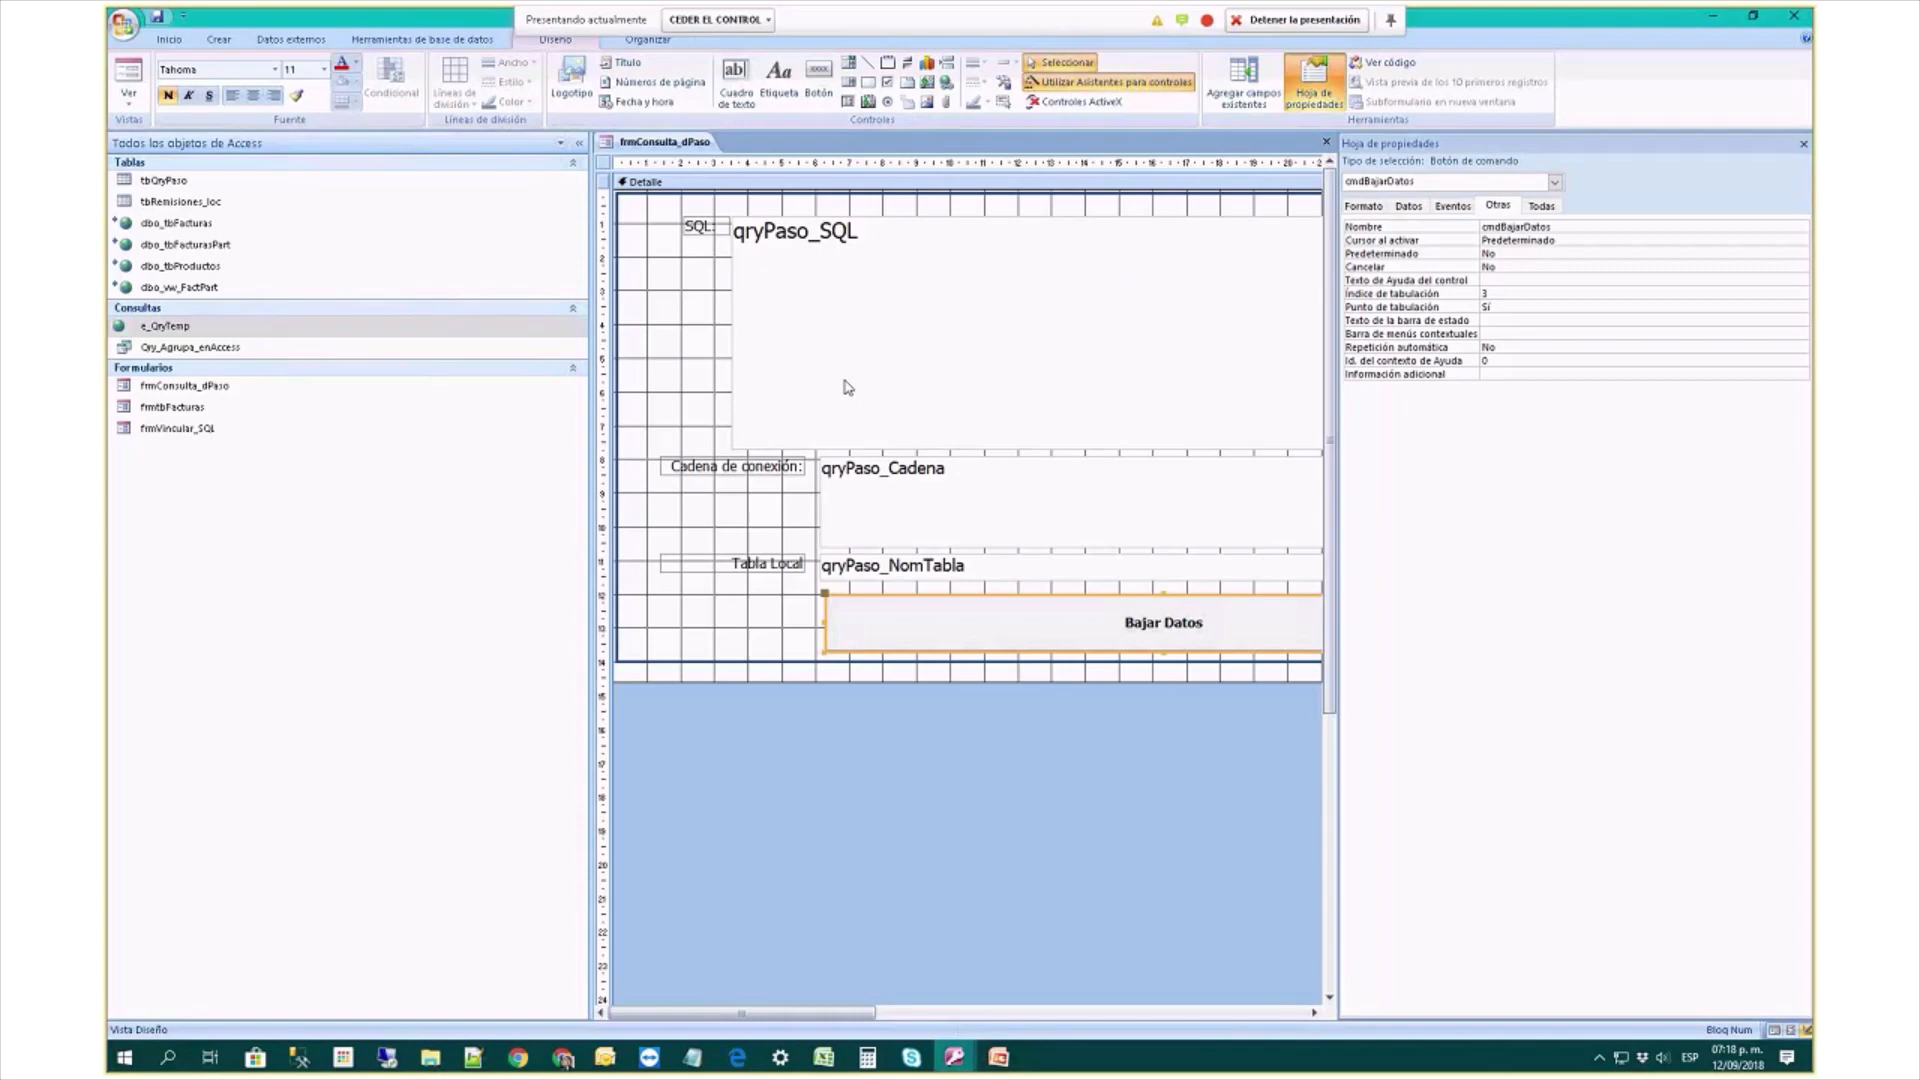 Presentando actualmente
CEDER EL CONTROL
Detener la presentación
Inicio
Crear
Datos externos
Herramientas de base de datos
Diseño
Organizar
Ver
Vistas
Tahoma
11
N K S
Condicional
Fuente
Líneas de división
Ancho
Estilo
Color
Líneas de división
Logotipo
Título
Números de página
Fecha y hora
ab|
Cuadro de texto
Aa
Etiqueta
xxxx
Botón
Seleccionar
Utilizar Asistentes para controles
Controles ActiveX
Controles
Agregar campos existentes
Hoja de propiedades
Ver código
Vista previa de los 10 primeros registros
Subformulario en nueva ventana
Herramientas
Todos los objetos de Access
Tablas
tbQryPaso
tbRemisiones_loc
dbo_tbFacturas
dbo_tbFacturasPart
dbo_tbProductos
dbo_vw_FactPart
Consultas
e_QryTemp
Qry_Agrupa_enAccess
Formularios
frmConsulta_dPaso
frmtbFacturas
frmVincular_SQL
frmConsulta_dPaso
Detalle
SQL:
qryPaso_SQL
Cadena de conexión:
qryPaso_Cadena
Tabla Local
qryPaso_NomTabla
Bajar Datos
Hoja de propiedades
Tipo de selección: Botón de comando
cmdBajarDatos
Formato
Datos
Eventos
Otras
Todas
Nombre cmdBajarDatos
Cursor al activar Predeterminado
Predeterminado No
Cancelar No
Texto de Ayuda del control
Índice de tabulación 3
Punto de tabulación Sí
Texto de la barra de estado
Barra de menús contextuales
Repetición automática No
Id. del contexto de Ayuda 0
Información adicional
Vista Diseño
Bloq Num
ESP
07:18 p. m.
12/09/2018